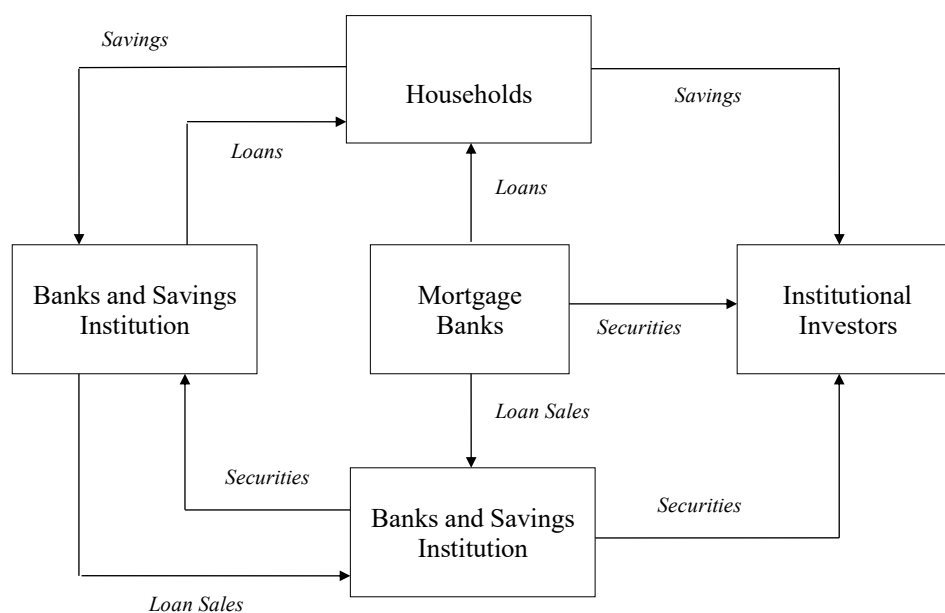 Savings
Households
Savings
Loans
Loans
Banks and Savings
Institution
Mortgage
Banks
Institutional
Investors
Securities
Loan Sales
Securities
Banks and Savings
Institution
Securities
Loan Sales